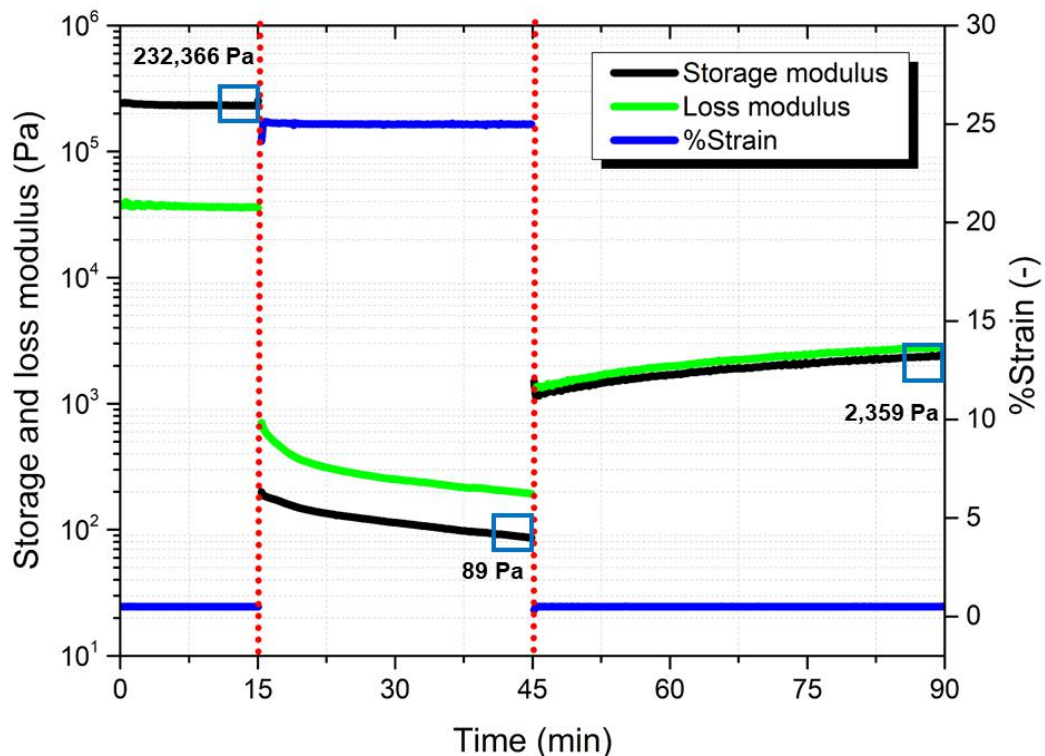 10^6
10^5
10^4
10^3
10^2
10^1
Storage and loss modulus (Pa)
232,366 Pa
89 Pa
2,359 Pa
Storage modulus
Loss modulus
%Strain
30
25
20
15
10
5
0
%Strain (-)
0 15 30 45 60 75 90
Time (min)